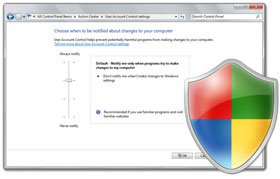 All Control Panel Items ▸ Action Center ▸ User Account Control settings
Search Control Panel
Choose when to be notified about changes to your computer
User Account Control helps prevent potentially harmful programs from making changes to your computer.
Tell me more about User Account Control settings
Always notify
Default - Notify me only when programs try to make changes to my computer
Don't notify me when I make changes to Windows settings
Recommended if you use familiar programs and visit familiar websites
Never notify
Cancel